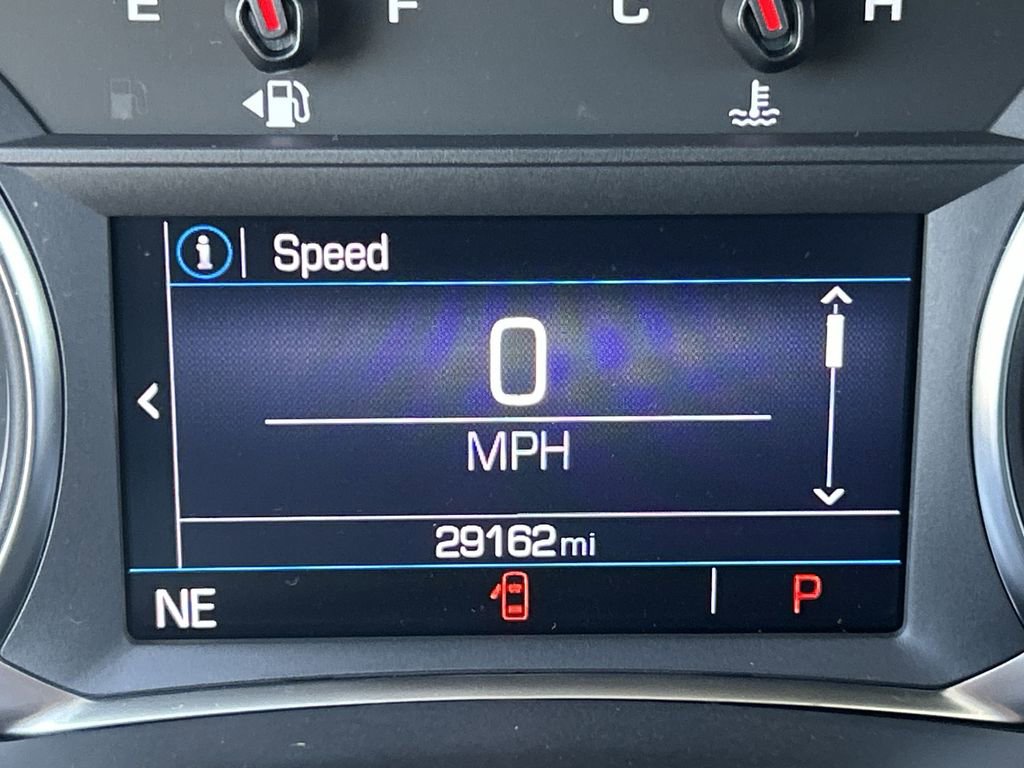 E F C H
Speed
0
MPH
29162mi
NE P